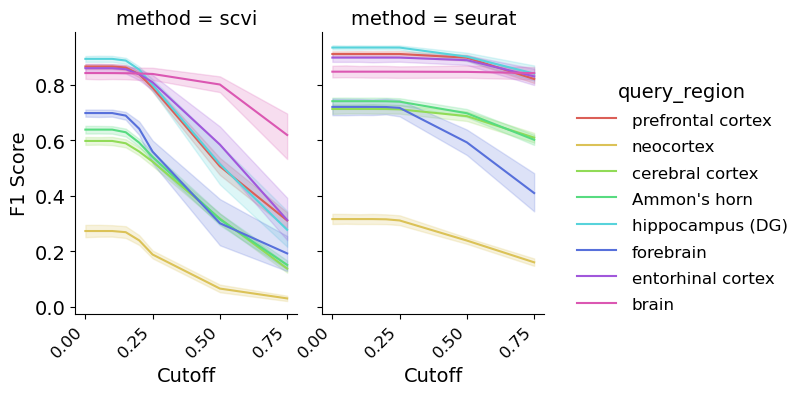 method = scvi
method = seurat
F1 Score
0.8
0.6
0.4
0.2
0.0
0.00
0.25
0.50
0.75
Cutoff
0.00
0.25
0.50
0.75
Cutoff
query_region
prefrontal cortex
neocortex
cerebral cortex
Ammon's horn
hippocampus (DG)
forebrain
entorhinal cortex
brain